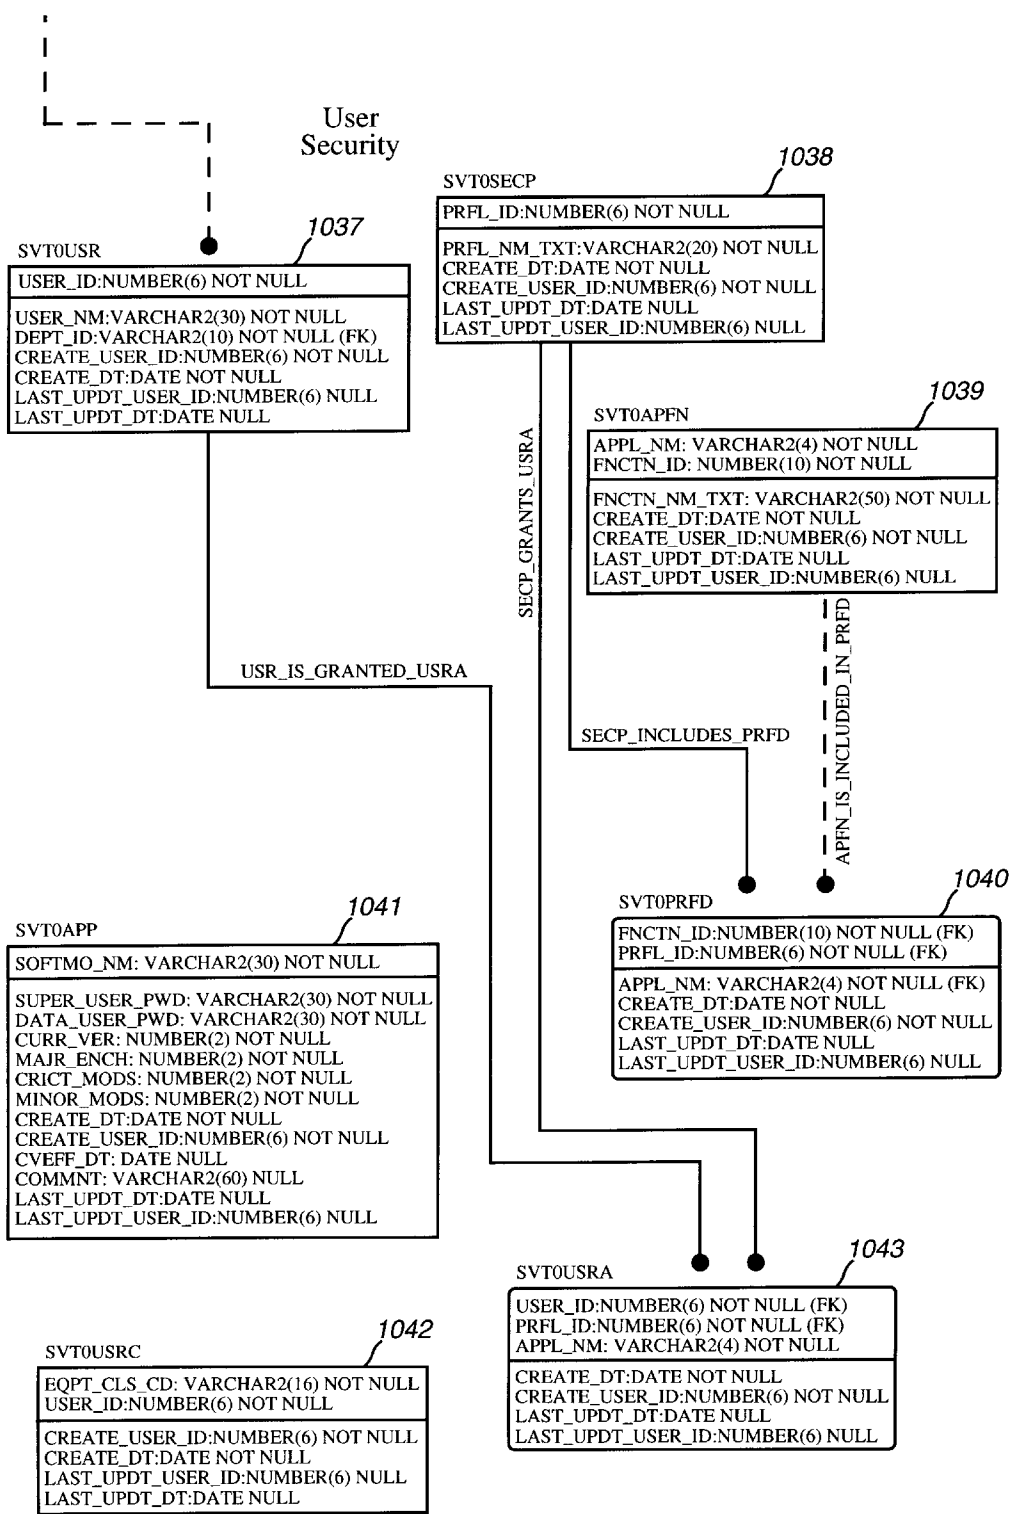 User
Security
1037
SVT0USR
USER_ID:NUMBER(6) NOT NULL
USER_NM:VARCHAR2(30) NOT NULL
DEPT_ID:VARCHAR2(10) NOT NULL (FK)
CREATE_USER_ID:NUMBER(6) NOT NULL
CREATE_DT:DATE NOT NULL
LAST_UPDT_USER_ID:NUMBER(6) NULL
LAST_UPDT_DT:DATE NULL
1038
SVT0SECP
PRFL_ID:NUMBER(6) NOT NULL
PRFL_NM_TXT:VARCHAR2(20) NOT NULL
CREATE_DT:DATE NOT NULL
CREATE_USER_ID:NUMBER(6) NOT NULL
LAST_UPDT_DT:DATE NULL
LAST_UPDT_USER_ID:NUMBER(6) NULL
1039
SVT0APFN
APPL_NM: VARCHAR2(4) NOT NULL
FNCTN_ID: NUMBER(10) NOT NULL
FNCTN_NM_TXT: VARCHAR2(50) NOT NULL
CREATE_DT:DATE NOT NULL
CREATE_USER_ID:NUMBER(6) NOT NULL
LAST_UPDT_DT:DATE NULL
LAST_UPDT_USER_ID:NUMBER(6) NULL
SECP_GRANTS_USRA
USR_IS_GRANTED_USRA
SECP_INCLUDES_PRFD
APFN_IS_INCLUDED_IN_PRFD
1040
SVT0PRFD
FNCTN_ID:NUMBER(10) NOT NULL (FK)
PRFL_ID:NUMBER(6) NOT NULL (FK)
APPL_NM: VARCHAR2(4) NOT NULL (FK)
CREATE_DT:DATE NOT NULL
CREATE_USER_ID:NUMBER(6) NOT NULL
LAST_UPDT_DT:DATE NULL
LAST_UPDT_USER_ID:NUMBER(6) NULL
1041
SVT0APP
SOFTMO_NM: VARCHAR2(30) NOT NULL
SUPER_USER_PWD: VARCHAR2(30) NOT NULL
DATA_USER_PWD: VARCHAR2(30) NOT NULL
CURR_VER: NUMBER(2) NOT NULL
MAJR_ENCH: NUMBER(2) NOT NULL
CRICT_MODS: NUMBER(2) NOT NULL
MINOR_MODS: NUMBER(2) NOT NULL
CREATE_DT:DATE NOT NULL
CREATE_USER_ID:NUMBER(6) NOT NULL
CVEFF_DT: DATE NULL
COMMNT: VARCHAR2(60) NULL
LAST_UPDT_DT:DATE NULL
LAST_UPDT_USER_ID:NUMBER(6) NULL
1043
SVT0USRA
USER_ID:NUMBER(6) NOT NULL (FK)
PRFL_ID:NUMBER(6) NOT NULL (FK)
APPL_NM: VARCHAR2(4) NOT NULL
CREATE_DT:DATE NOT NULL
CREATE_USER_ID:NUMBER(6) NOT NULL
LAST_UPDT_DT:DATE NULL
LAST_UPDT_USER_ID:NUMBER(6) NULL
1042
SVT0USRC
EQPT_CLS_CD: VARCHAR2(16) NOT NULL
USER_ID:NUMBER(6) NOT NULL
CREATE_USER_ID:NUMBER(6) NOT NULL
CREATE_DT:DATE NOT NULL
LAST_UPDT_USER_ID:NUMBER(6) NULL
LAST_UPDT_DT:DATE NULL